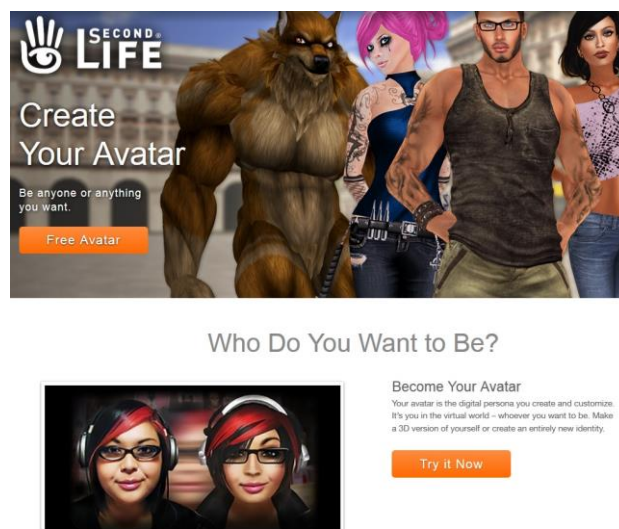 SECOND®
LIFE
Create
Your Avatar
Be anyone or anything
you want.
Free Avatar
Who Do You Want to Be?
Become Your Avatar
Your avatar is the digital persona you create and customize.
It's you in the virtual world – whoever you want to be. Make
a 3D version of yourself or create an entirely new identity.
Try it Now